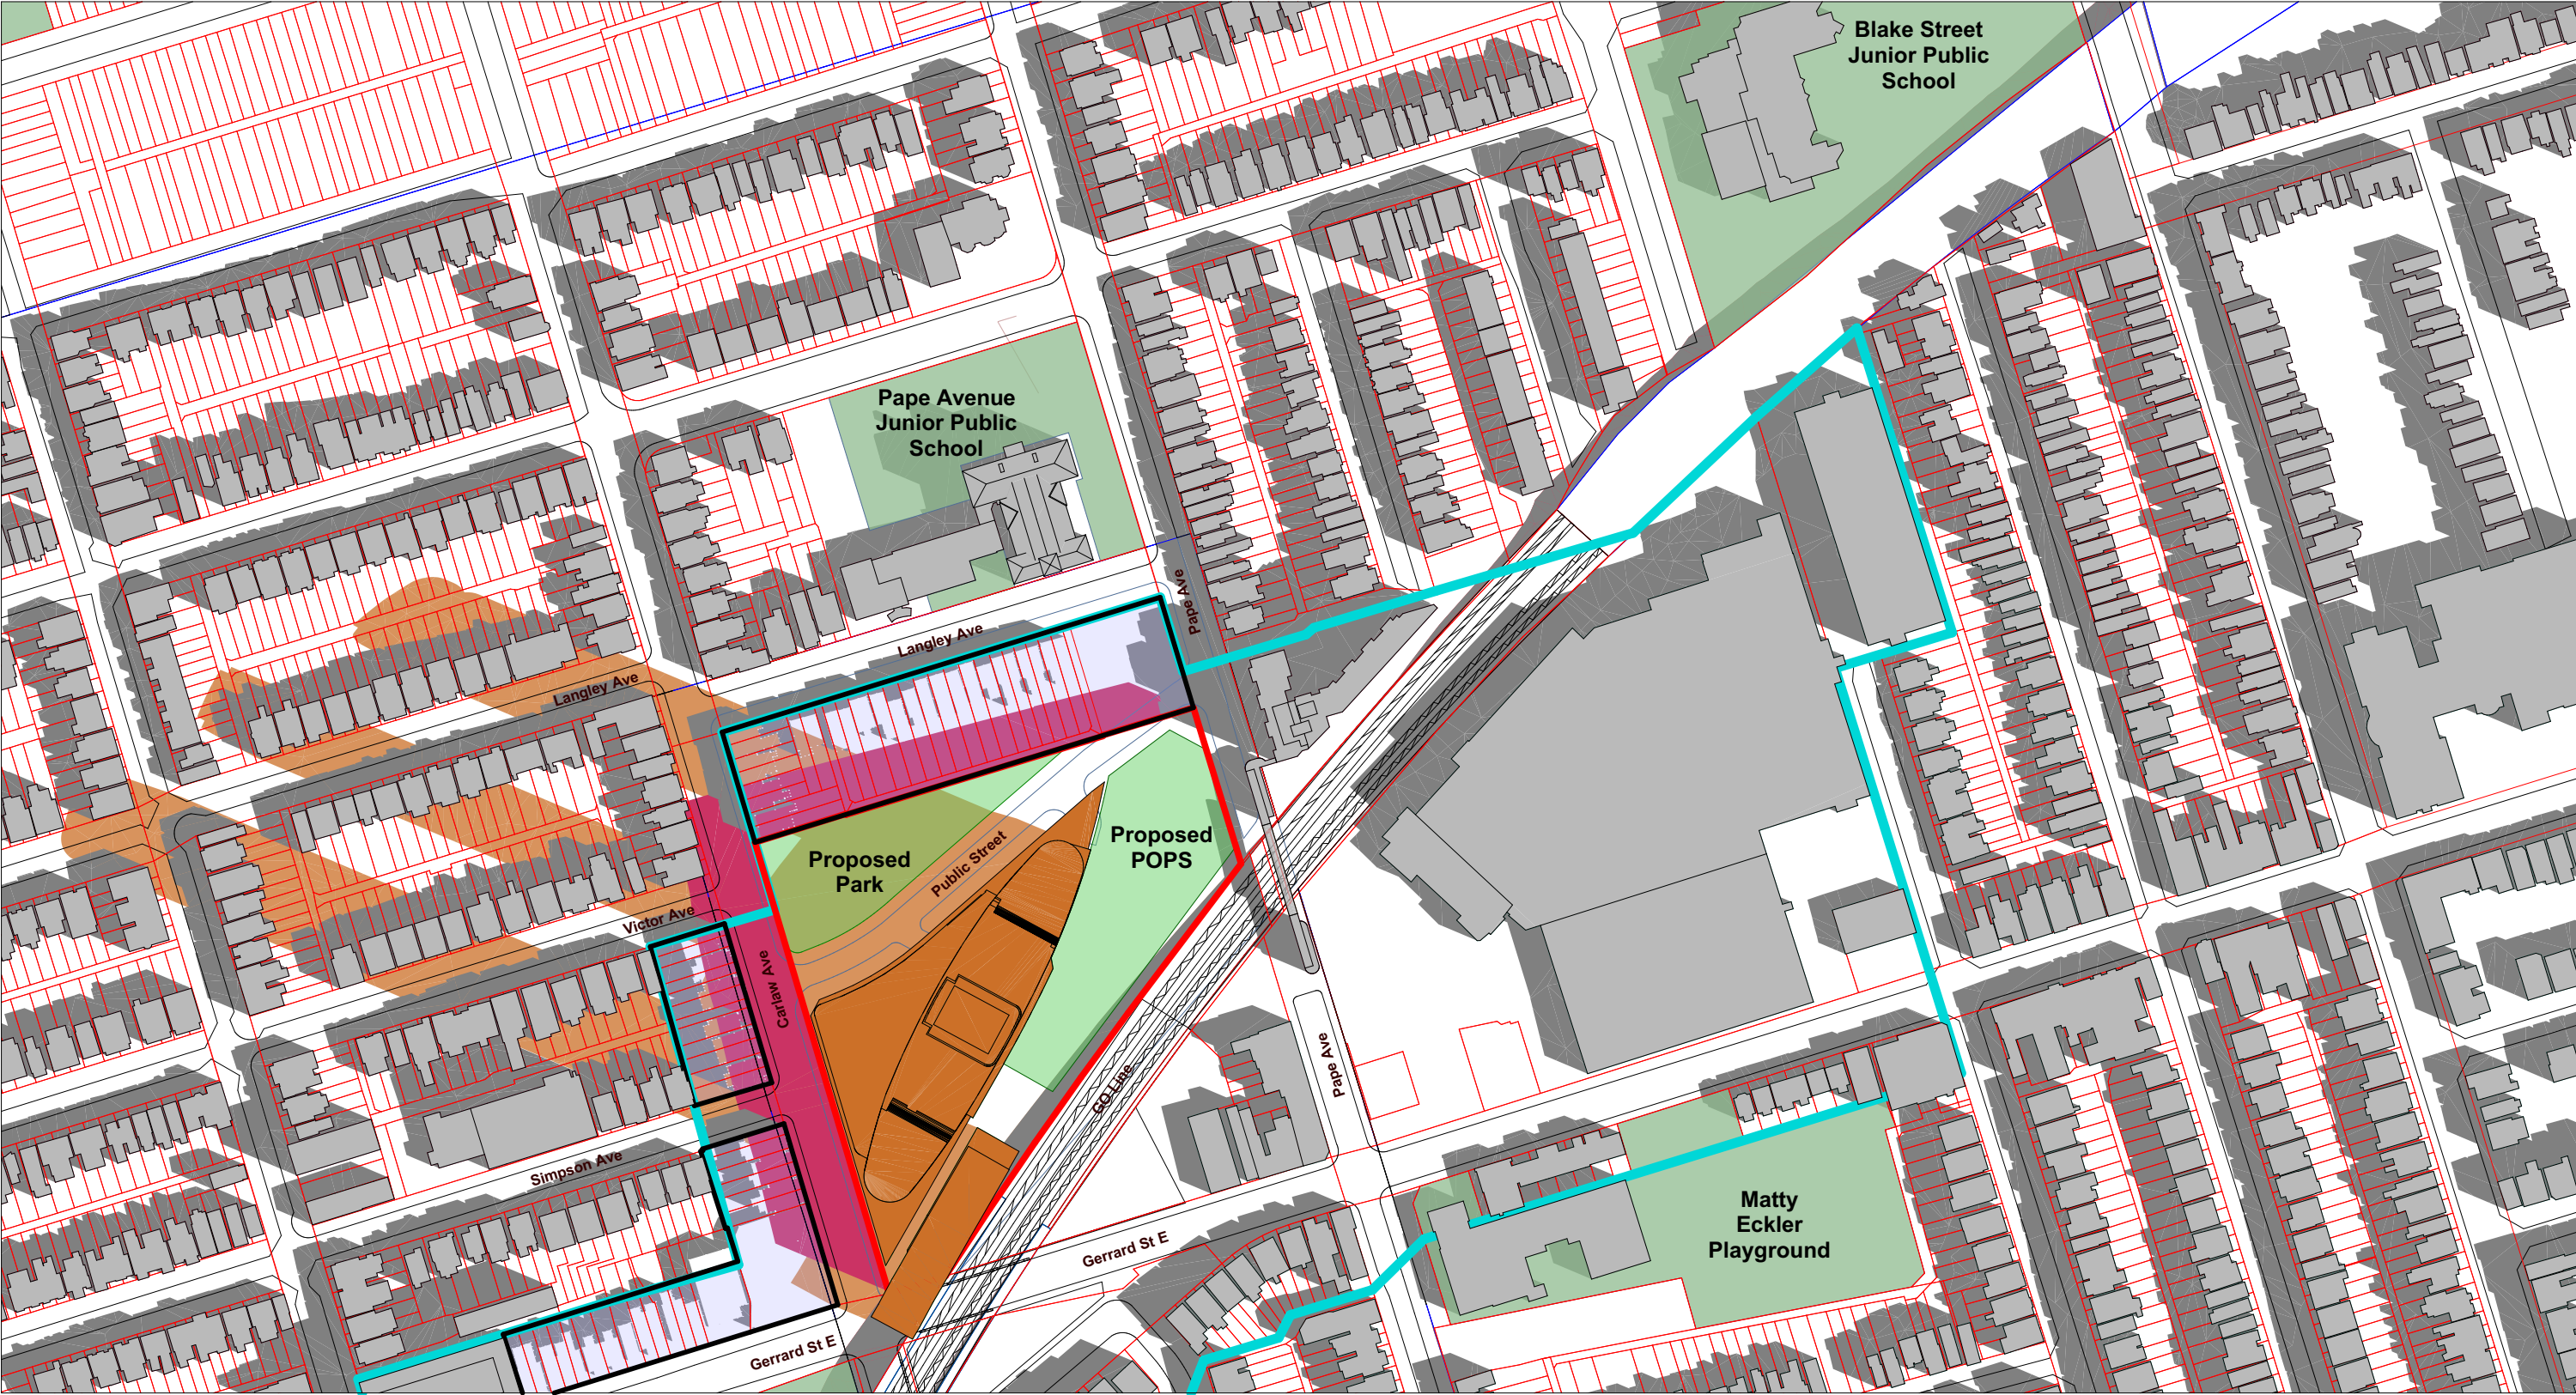 Blake Street
Junior Public
School
Pape Avenue
Junior Public
School
Pape Ave
Langley Ave
Langley Ave
Proposed
POPS
Proposed
Park
Public Street
Victor Ave
Carlaw Ave
Pape Ave
GO Line
Simpson Ave
Matty
Eckler
Playground
Gerrard St E
Gerrard St E